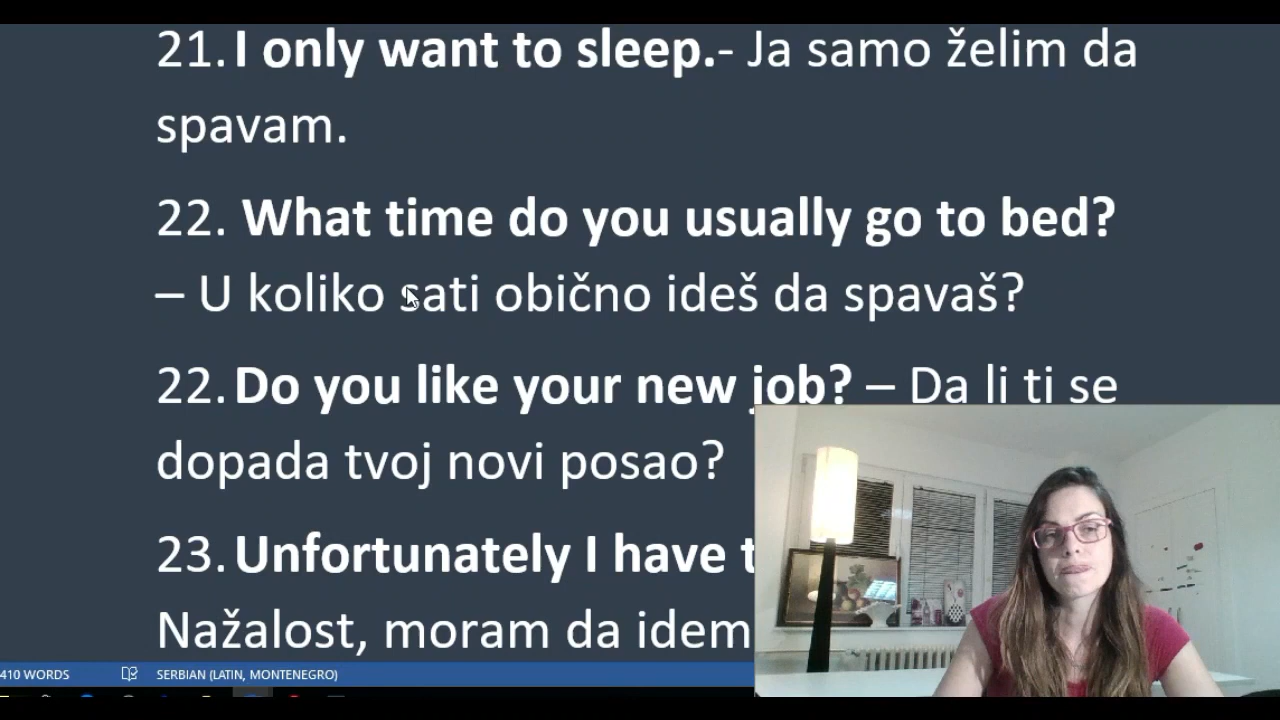 21. I only want to sleep.- Ja samo želim da
spavam.
22. What time do you usually go to bed?
– U koliko sati obično ideš da spavaš?
22. Do you like your new job? – Da li ti se
dopada tvoj novi posao?
23. Unfortunately I have
Nažalost, moram da idem
410 WORDS SERBIAN (LATIN, MONTENEGRO)